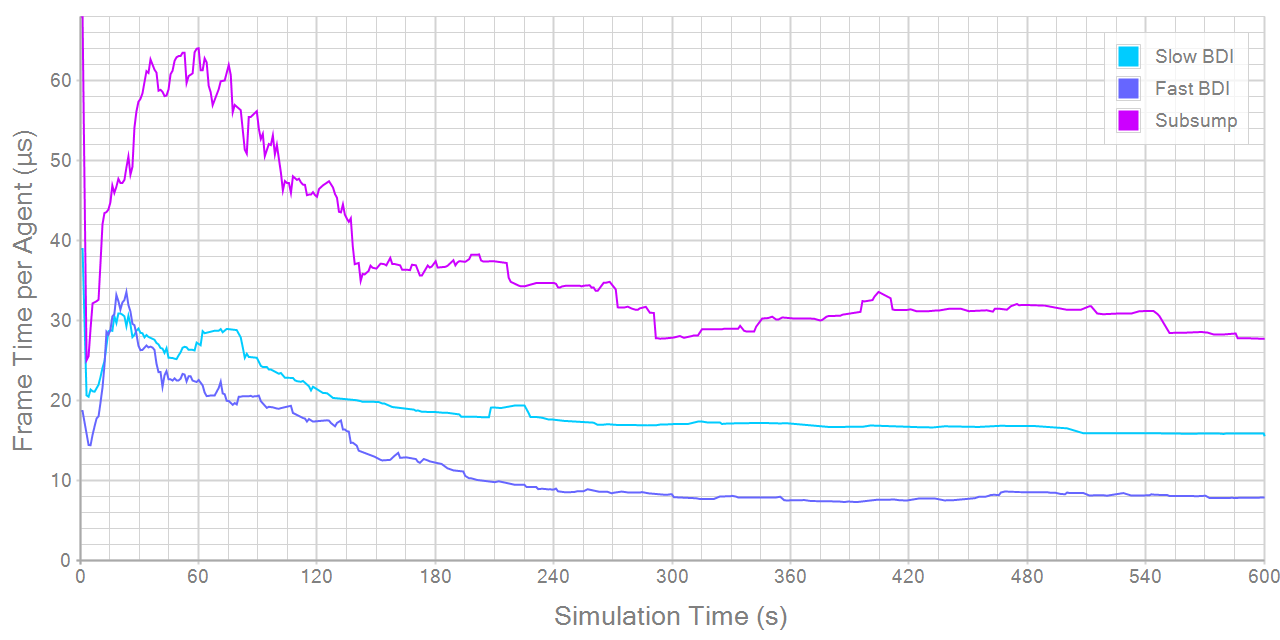 Slow BDI
Fast BDI
Subsump
Frame Time per Agent (µs)
60
50
40
30
20
10
0
0 60 120 180 240 300 360 420 480 540 600
Simulation Time (s)